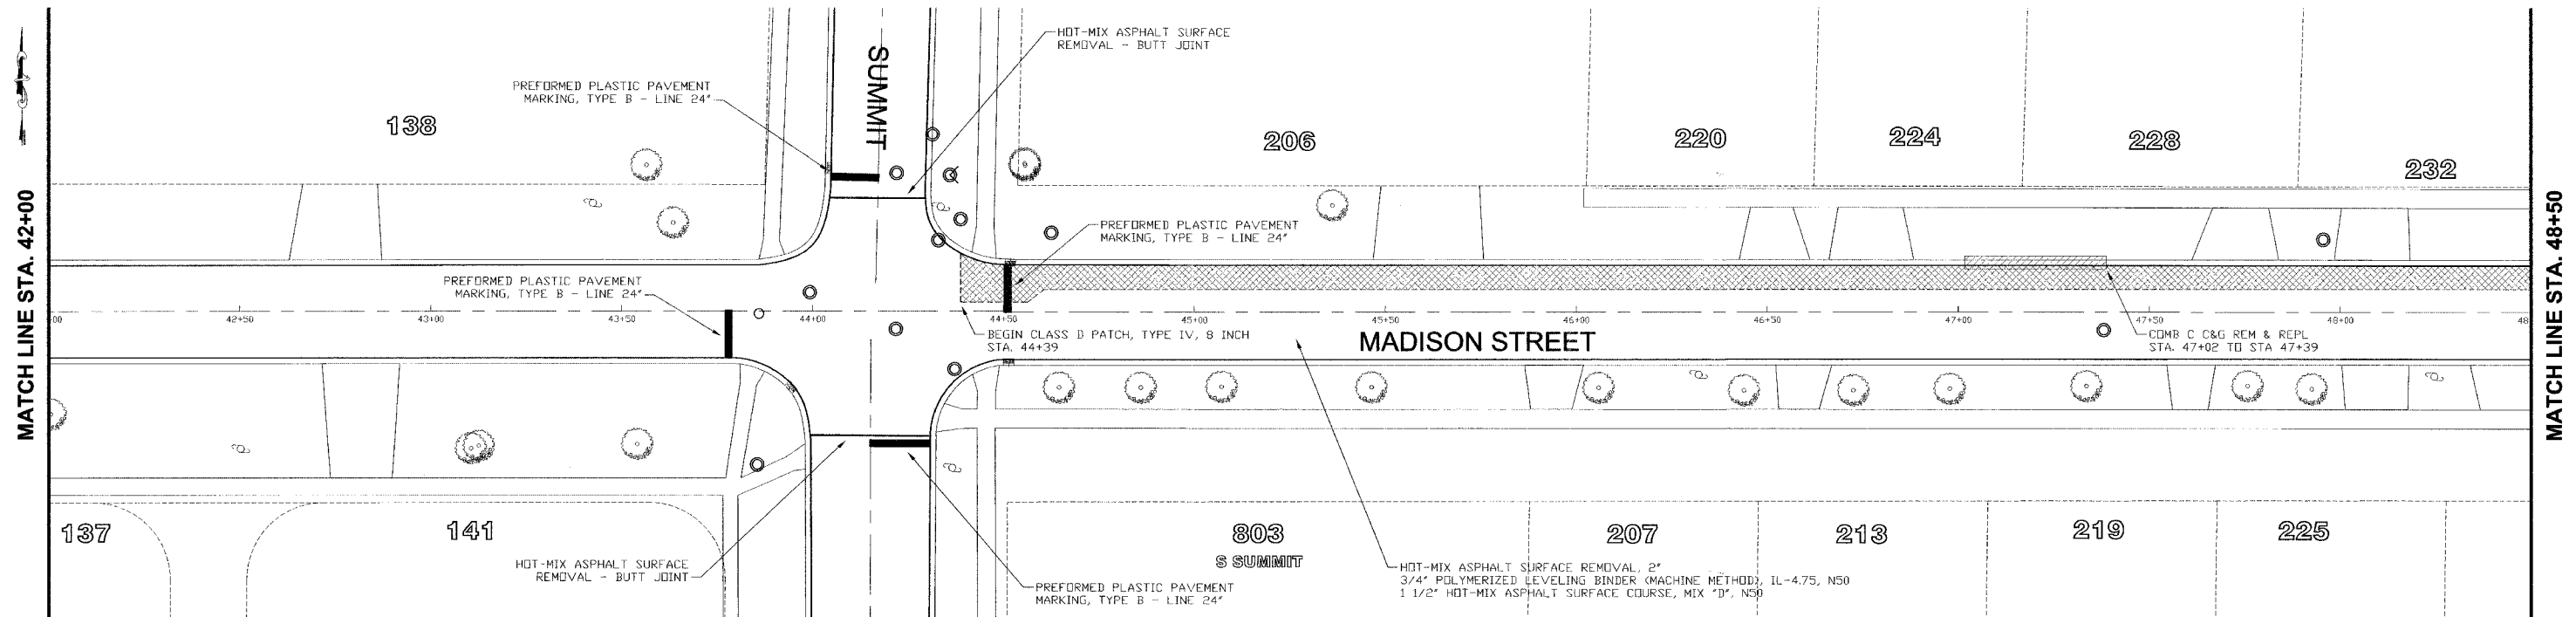 MATCH LINE STA. 42+00
SUMMIT
HOT-MIX ASPHALT SURFACE
REMOVAL - BUTT JOINT
PREFORMED PLASTIC PAVEMENT
MARKING, TYPE B - LINE 24"
138
206
220
224
228
232
PREFORMED PLASTIC PAVEMENT
MARKING, TYPE B - LINE 24"
PREFORMED PLASTIC PAVEMENT
MARKING, TYPE B - LINE 24"
00
42+50
43+00
43+50
44+00
44+50
45+00
45+50
46+00
46+50
47+00
47+50
48+00
48
BEGIN CLASS D PATCH, TYPE IV, 8 INCH
STA. 44+39
MADISON STREET
COMB C C&G REM & REPL
STA. 47+02 TO STA 47+39
137
141
803
S SUMMIT
207
213
219
225
HOT-MIX ASPHALT SURFACE
REMOVAL - BUTT JOINT
PREFORMED PLASTIC PAVEMENT
MARKING, TYPE B - LINE 24"
HOT-MIX ASPHALT SURFACE REMOVAL, 2"
3/4" POLYMERIZED LEVELING BINDER (MACHINE METHOD), IL-4.75, N50
1 1/2" HOT-MIX ASPHALT SURFACE COURSE, MIX "D", N50
MATCH LINE STA. 48+50